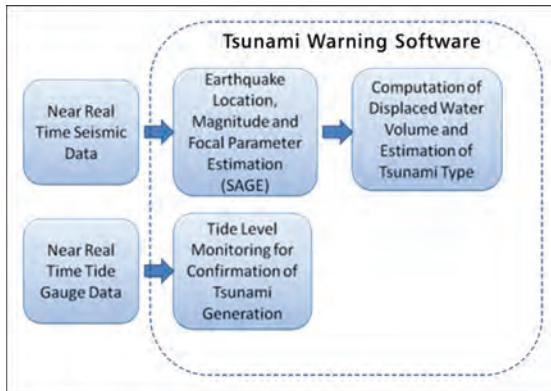 Tsunami Warning Software
Near Real
Time Seismic
Data
Earthquake
Location,
Magnitude and
Focal Parameter
Estimation
(SAGE)
Computation of
Displaced Water
Volume and
Estimation of
Tsunami Type
Near Real
Time Tide
Gauge Data
Tide Level
Monitoring for
Confirmation of
Tsunami
Generation